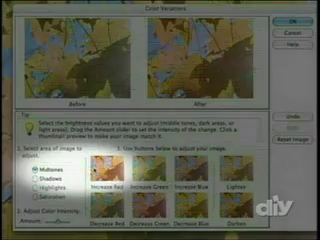 Color Variations
OK
Cancel
Help
Before
After
Tip
Select the brightness values you want to adjust (middle tones, dark areas, or
light areas). Drag the Amount slider to set the intensity of the change. Click a
thumbnail preview to make your image match it.
Undo
Reset Image
1. Select area of image to
adjust.
3. Use buttons below to adjust your image.
Midtones
Shadows
Highlights
Saturation
Increase Red
Increase Green
Increase Blue
Lighten
2. Adjust Color Intensity.
Amount:
Decrease Red
Decrease Green
Decrease Blue
Darken
diy